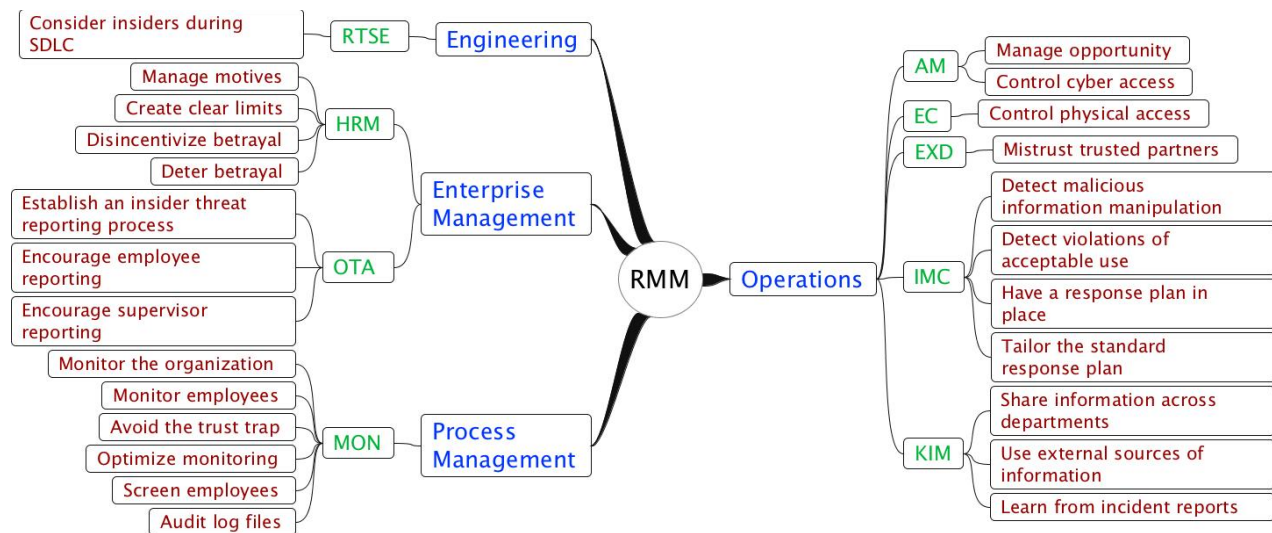 Consider insiders during
SDLC
RTSE
Engineering
Manage motives
Create clear limits
Disincentivize betrayal
Deter betrayal
HRM
Establish an insider threat
reporting process
Encourage employee
reporting
Encourage supervisor
reporting
OTA
Enterprise
Management
Monitor the organization
Monitor employees
Avoid the trust trap
Optimize monitoring
Screen employees
Audit log files
MON
Process
Management
RMM
Operations
AM
Manage opportunity
Control cyber access
EC
Control physical access
EXD
Mistrust trusted partners
IMC
Detect malicious
information manipulation
Detect violations of
acceptable use
Have a response plan in
place
Tailor the standard
response plan
KIM
Share information across
departments
Use external sources of
information
Learn from incident reports